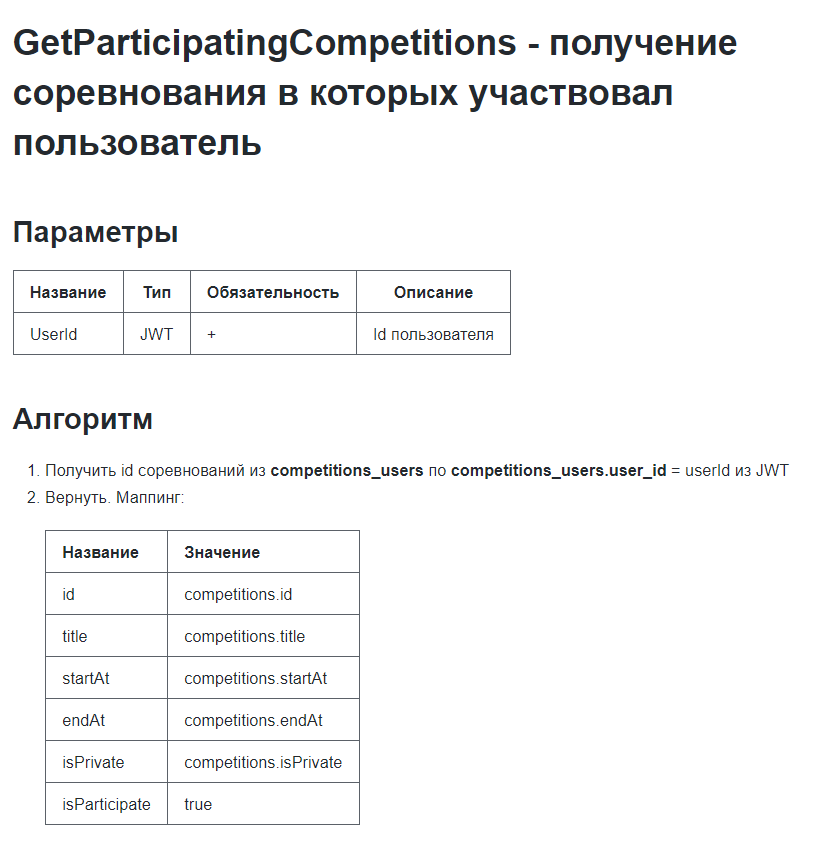 GetParticipatingCompetitions - получение
соревнования в которых участвовал
пользователь
Параметры
Название Тип Обязательность Описание
UserId JWT + Id пользователя
Алгоритм
1. Получить id соревнований из competitions_users по competitions_users.user_id = userId из JWT
2. Вернуть. Маппинг:
Название Значение
id competitions.id
title competitions.title
startAt competitions.startAt
endAt competitions.endAt
isPrivate competitions.isPrivate
isParticipate true